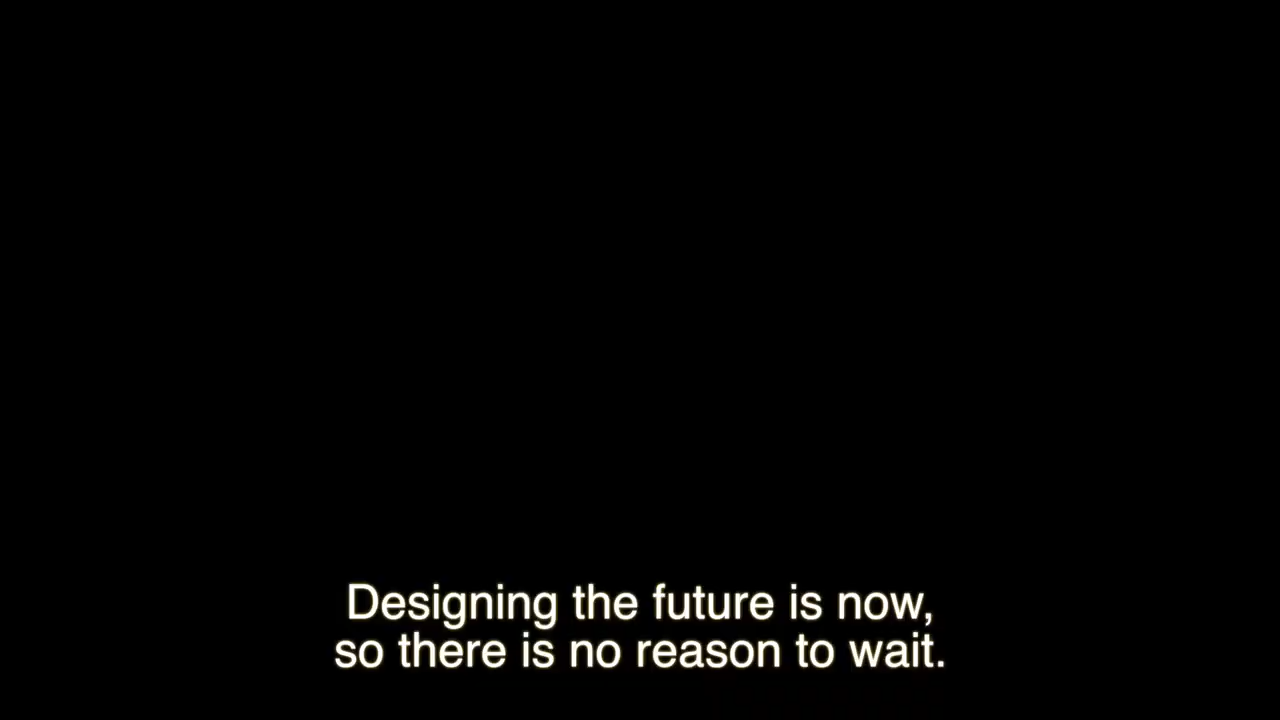 Designing the future is now,
so there is no reason to wait.